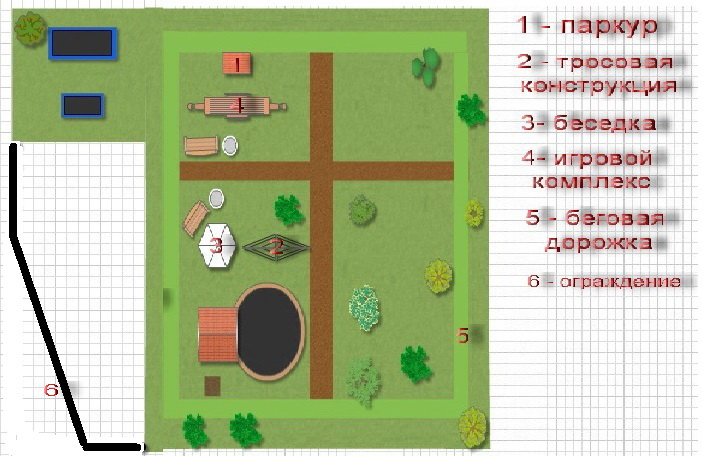 1 - паркур
2 - тросовая
конструкция
3 - беседка
4 - игровой
комплекс
5 - беговая
дорожка
6 - ограждение
1
4
3
2
5
6